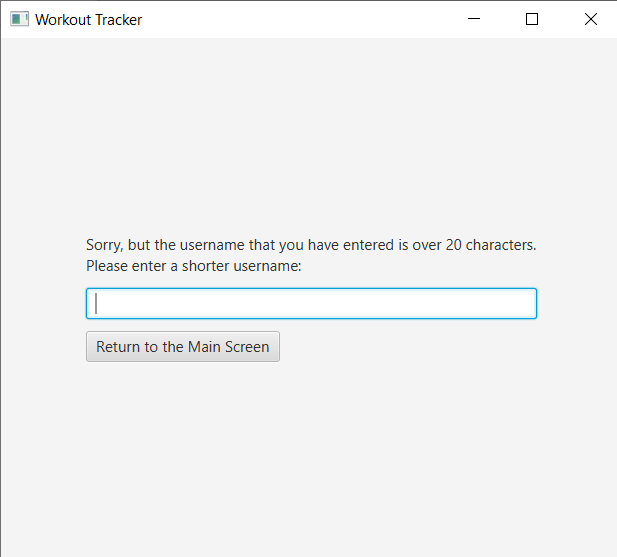 Workout Tracker
Sorry, but the username that you have entered is over 20 characters.
Please enter a shorter username:
Return to the Main Screen